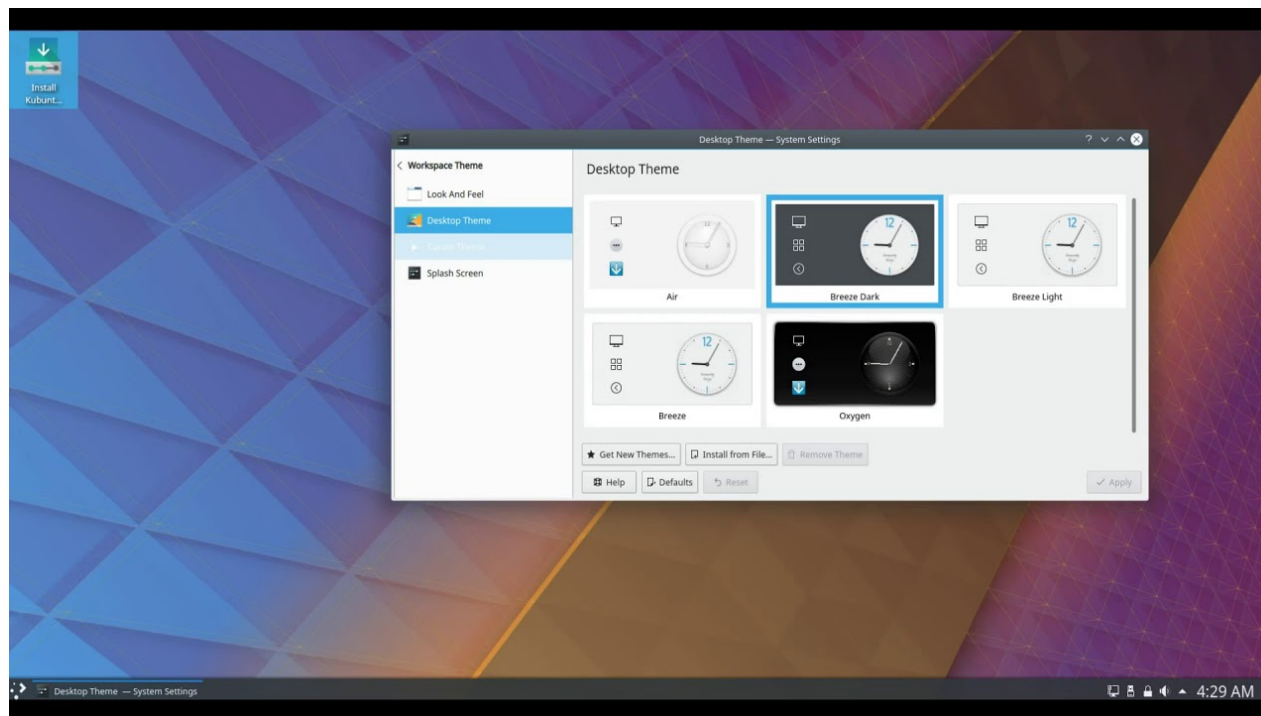 Install
Kubunt...
Desktop Theme — System Settings
Workspace Theme
Desktop Theme
Look And Feel
Desktop Theme
Cursor Theme
Splash Screen
Air
12
Breeze Dark
12
Breeze Light
12
Breeze
Oxygen
Get New Themes...
Install from File...
Remove Theme
Help
Defaults
Reset
Apply
Desktop Theme — System Settings
4:29 AM